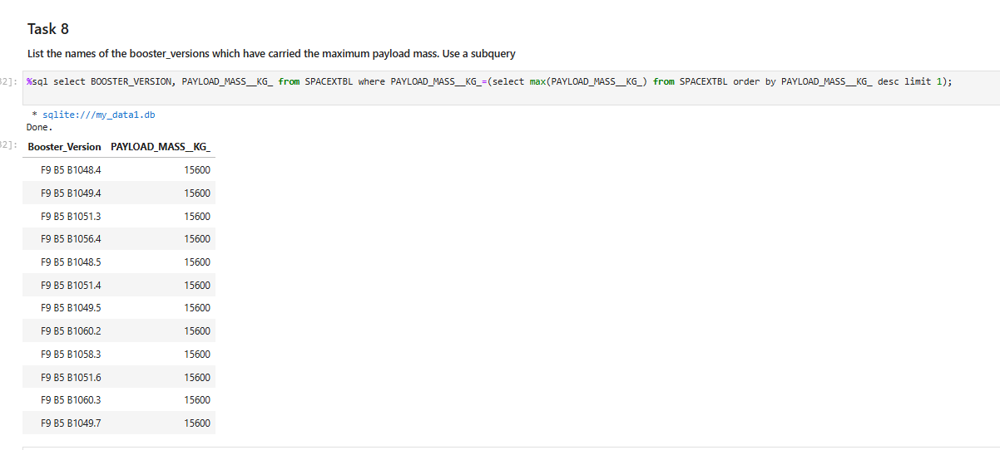 Task 8
List the names of the booster_versions which have carried the maximum payload mass. Use a subquery
32]: %sql select BOOSTER_VERSION, PAYLOAD_MASS__KG_ from SPACEXTBL where PAYLOAD_MASS__KG_=(select max(PAYLOAD_MASS__KG_) from SPACEXTBL order by PAYLOAD_MASS__KG_ desc limit 1);
* sqlite:///my_data1.db
Done.
32]: Booster_Version PAYLOAD_MASS__KG_
F9 B5 B1048.4 15600
F9 B5 B1049.4 15600
F9 B5 B1051.3 15600
F9 B5 B1056.4 15600
F9 B5 B1048.5 15600
F9 B5 B1051.4 15600
F9 B5 B1049.5 15600
F9 B5 B1060.2 15600
F9 B5 B1058.3 15600
F9 B5 B1051.6 15600
F9 B5 B1060.3 15600
F9 B5 B1049.7 15600